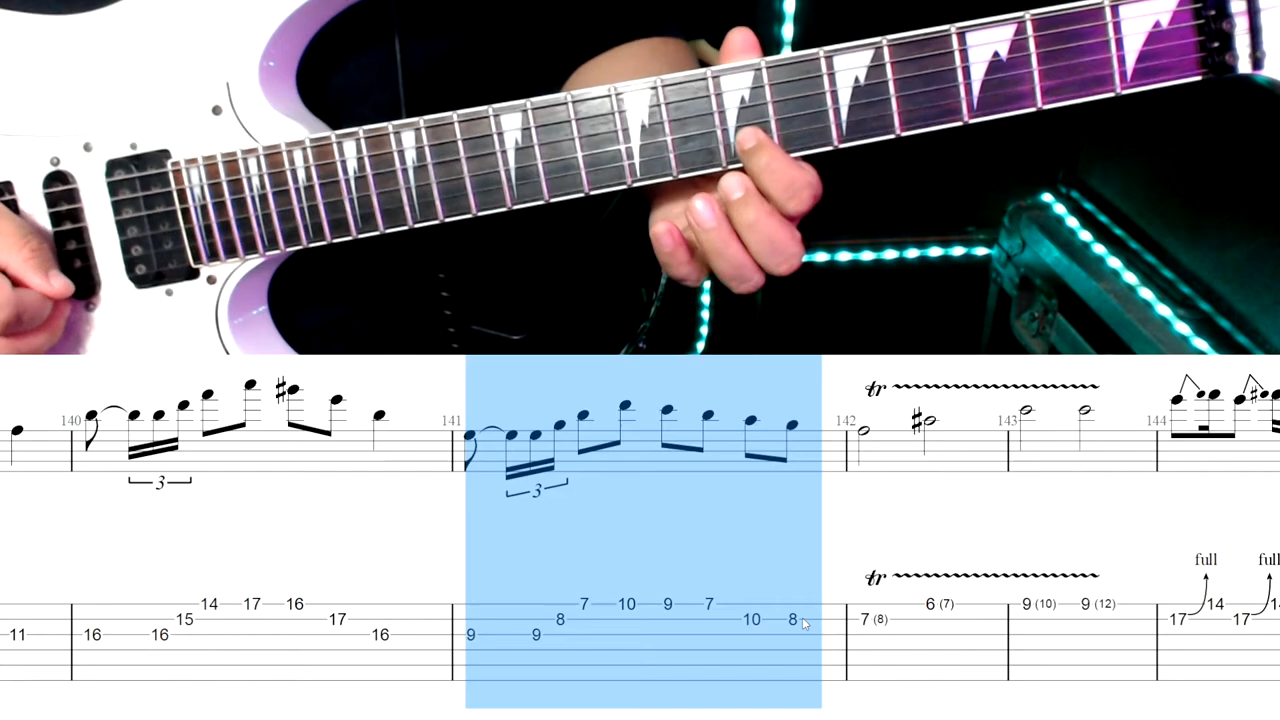 140 141 142 tr 143 144
3 3
full full
tr
14 17 16 7 10 9 7 6 (7) 9 (10) 9 (12) 14 14
15 17 8 10 8 7 (8) 17 17
11 16 16 16 9 9